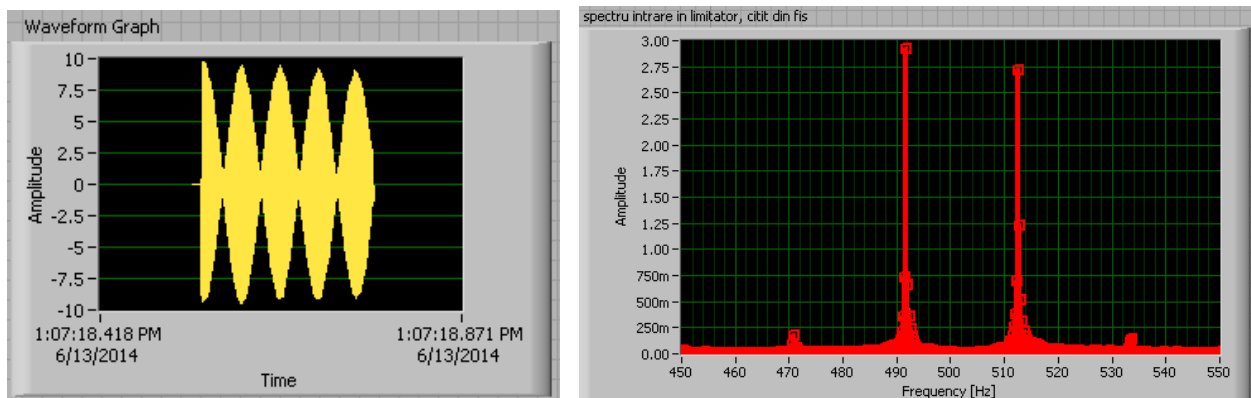 Waveform Graph
10
7.5
5
2.5
0
-2.5
-5
-7.5
-10
Amplitude
1:07:18.418 PM
6/13/2014
1:07:18.871 PM
6/13/2014
Time
spectru intrare in limitator, citit din fis
3.00
2.75
2.50
2.25
2.00
1.75
1.50
1.25
1.00
750m
500m
250m
0.00
Amplitude
450 460 470 480 490 500 510 520 530 540 550
Frequency [Hz]